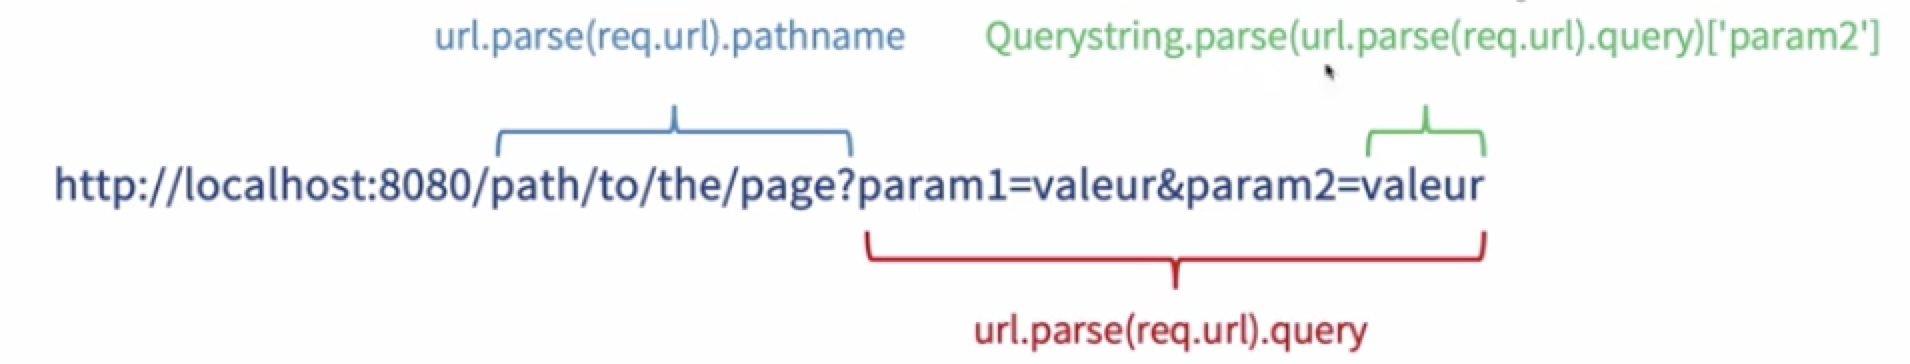 url.parse(req.url).pathname
Querystring.parse(url.parse(req.url).query)['param2']
http://localhost:8080/path/to/the/page?param1=valeur&param2=valeur
url.parse(req.url).query